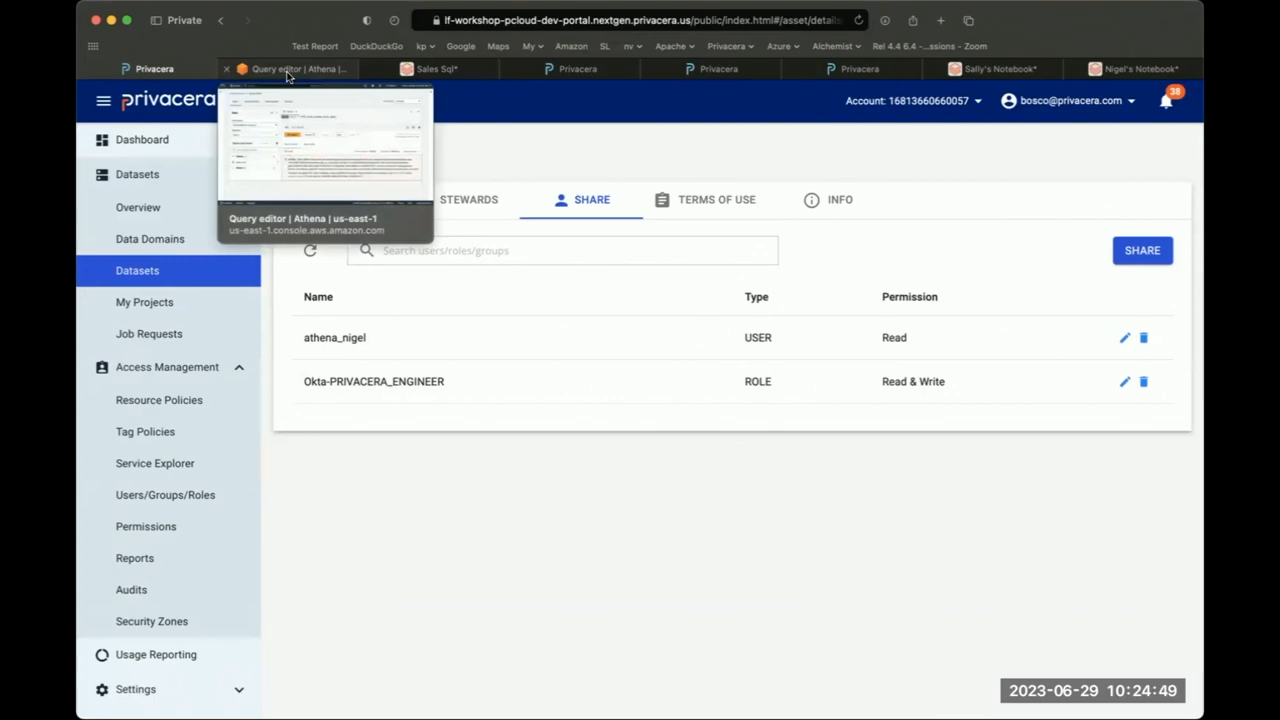 Private
lf-workshop-pcloud-dev-portal.nextgen.privacera.us/public/index.html#/asset/details
Test Report DuckDuckGo kp Google Maps My Amazon SL nv Apache Privacera Azure Alchemist Rel 4.4 6.4 -...ssions - Zoom
Privacera Query editor | Athena |... Sales Sql* Privacera Privacera Privacera Sally's Notebook* Nigel's Notebook*
privacera Account: 16813660660057 bosco@privacera.com 38
Dashboard
Datasets
Overview
Data Domains
Datasets
My Projects
Job Requests
Access Management
Resource Policies
Tag Policies
Service Explorer
Users/Groups/Roles
Permissions
Reports
Audits
Security Zones
Usage Reporting
Settings
Query editor | Athena | us-east-1
us-east-1.console.aws.amazon.com
STEWARDS SHARE TERMS OF USE INFO
Search users/roles/groups SHARE
Name Type Permission
athena_nigel USER Read
Okta-PRIVACERA_ENGINEER ROLE Read & Write
2023-06-29 10:24:49